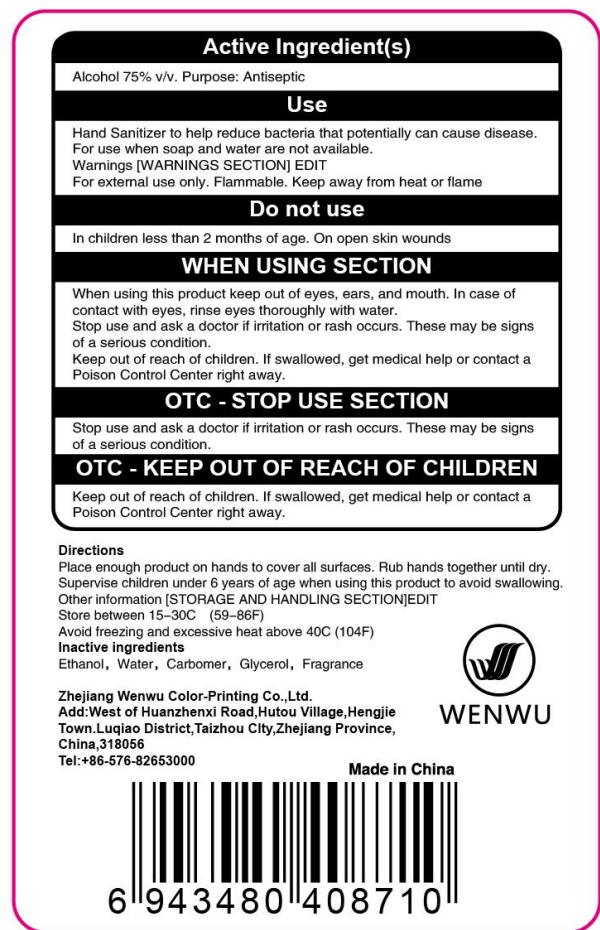 Active Ingredient(s)
Alcohol 75% v/v. Purpose: Antiseptic
Use
Hand Sanitizer to help reduce bacteria that potentially can cause disease.
For use when soap and water are not available.
Warnings [WARNINGS SECTION] EDIT
For external use only. Flammable. Keep away from heat or flame
Do not use
In children less than 2 months of age. On open skin wounds
WHEN USING SECTION
When using this product keep out of eyes, ears, and mouth. In case of
contact with eyes, rinse eyes thoroughly with water.
Stop use and ask a doctor if irritation or rash occurs. These may be signs
of a serious condition.
Keep out of reach of children. If swallowed, get medical help or contact a
Poison Control Center right away.
OTC - STOP USE SECTION
Stop use and ask a doctor if irritation or rash occurs. These may be signs
of a serious condition.
OTC - KEEP OUT OF REACH OF CHILDREN
Keep out of reach of children. If swallowed, get medical help or contact a
Poison Control Center right away.
Directions
Place enough product on hands to cover all surfaces. Rub hands together until dry.
Supervise children under 6 years of age when using this product to avoid swallowing.
Other information [STORAGE AND HANDLING SECTION]EDIT
Store between 15–30C (59–86F)
Avoid freezing and excessive heat above 40C (104F)
Inactive ingredients
Ethanol, Water, Carbomer, Glycerol, Fragrance
WENWU
Zhejiang Wenwu Color-Printing Co.,Ltd.
Add:West of Huanzhenxi Road,Hutou Village,Hengjie
Town.Luqiao District,Taizhou CIty,Zhejiang Province,
China,318056
Tel:+86-576-82653000
Made in China
6 943480 408710